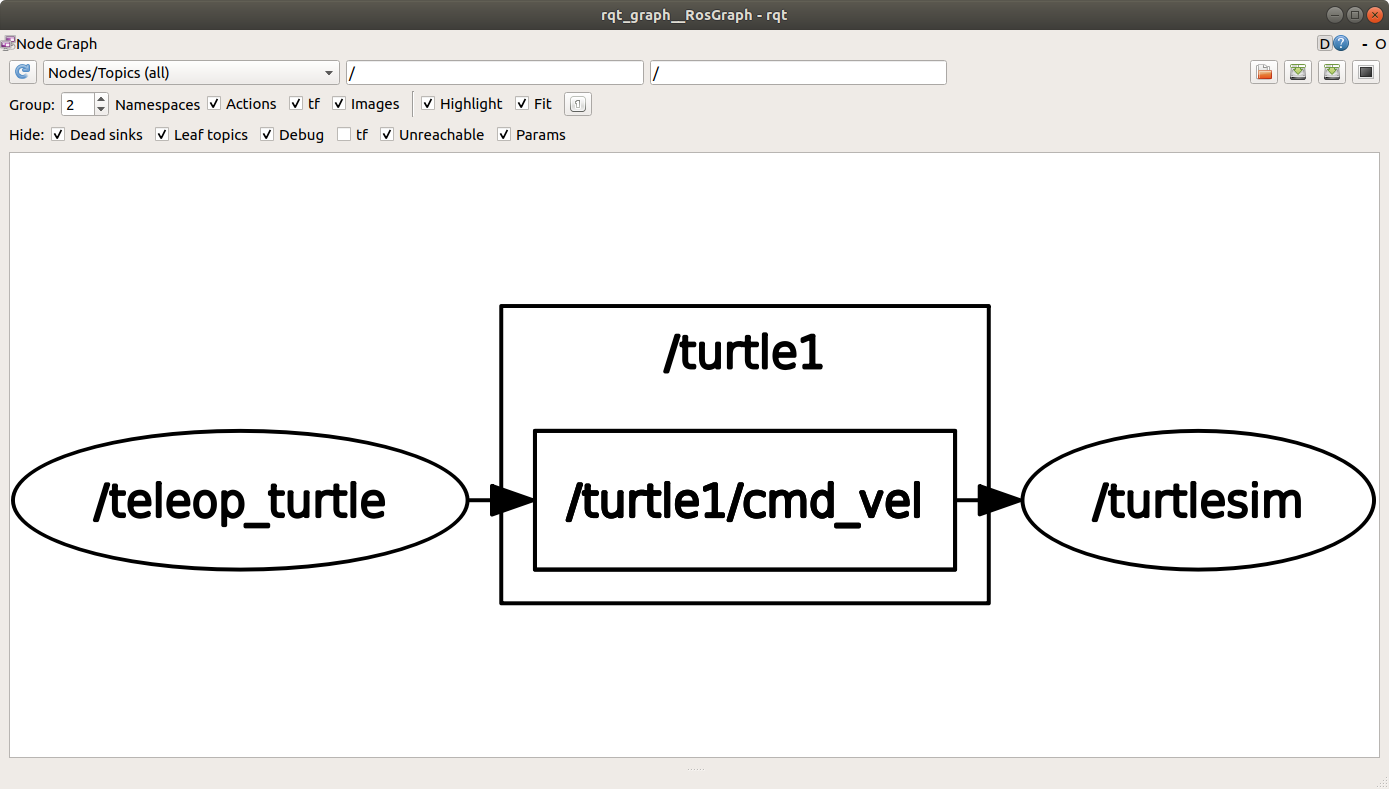 rqt_graph__RosGraph - rqt
Node Graph D ? - O
Nodes/Topics (all) / /
Group: 2 Namespaces Actions tf Images Highlight Fit
Hide: Dead sinks Leaf topics Debug tf Unreachable Params
/turtle1
/teleop_turtle /turtle1/cmd_vel /turtlesim